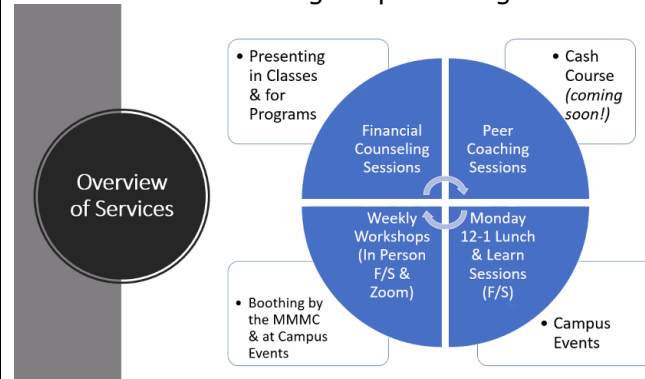 Overview
of Services
• Presenting
in Classes
& for
Programs
• Cash
Course
(coming
soon!)
Financial
Counseling
Sessions
Peer
Coaching
Sessions
Weekly
Workshops
(In Person
F/S &
Zoom)
Monday
12-1 Lunch
& Learn
Sessions
(F/S)
• Boothing by
the MMMC
& at Campus
Events
• Campus
Events